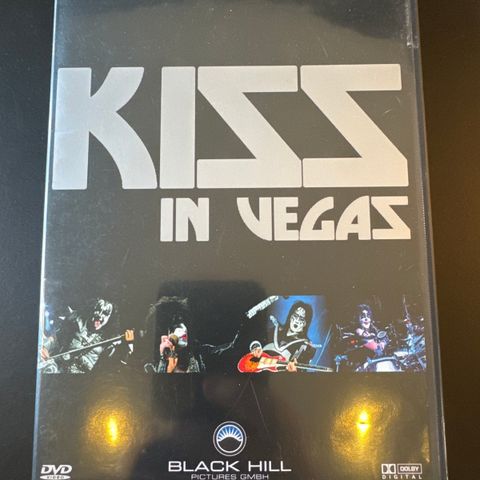 KISS
IN VEGAS
DVD
VIDEO
BLACK HILL
PICTURES GMBH
DOLBY
DIGITAL